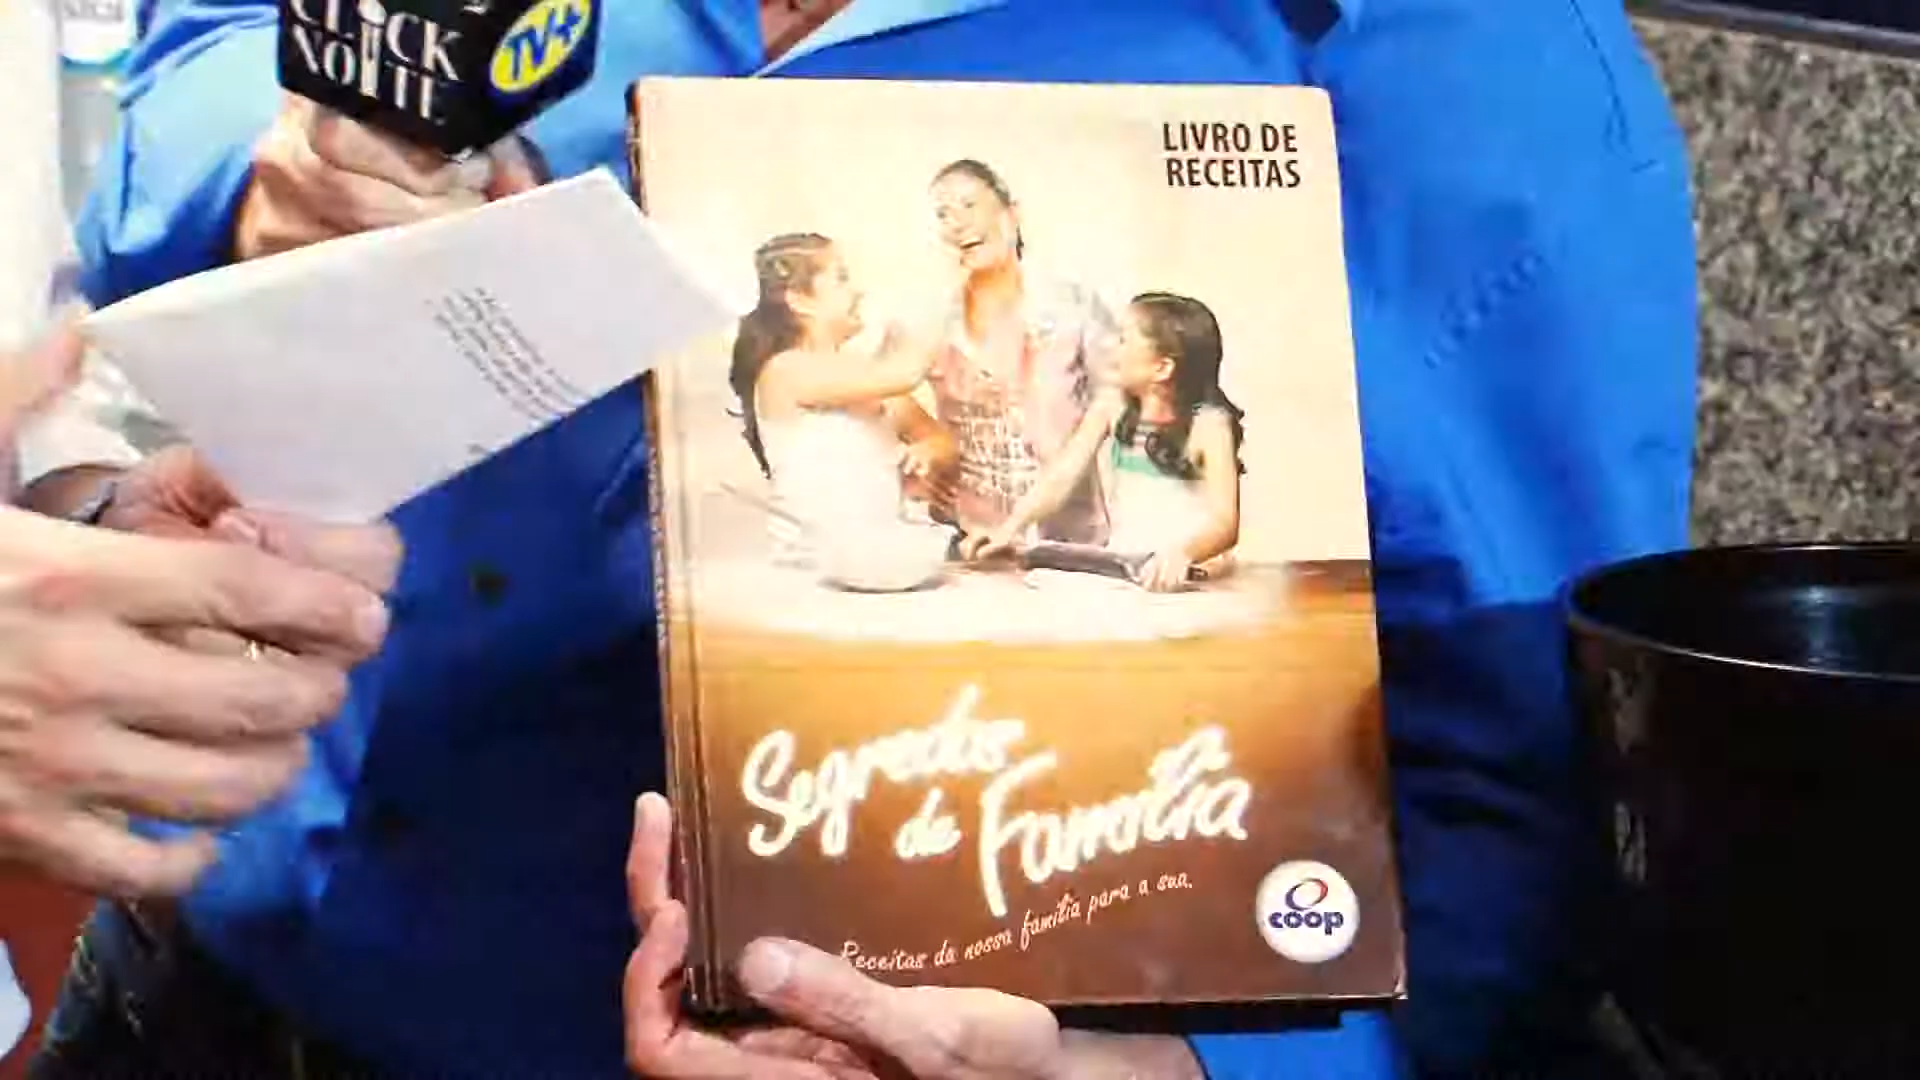 CLICK
NOITE
TV+
LIVRO DE
RECEITAS
Segredos
de Família
Receitas da nossa família para a sua.
coop